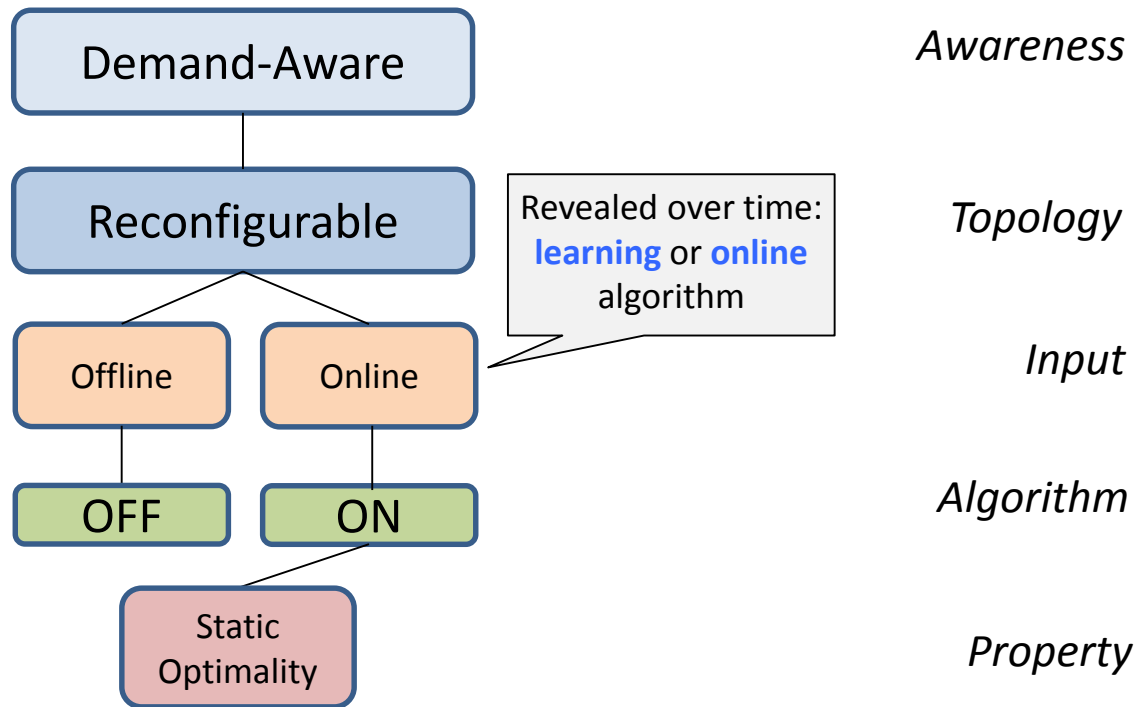 Demand-Aware
Awareness
Reconfigurable
Revealed over time:
learning or online
algorithm
Topology
Offline
Online
Input
OFF
ON
Algorithm
Static
Optimality
Property